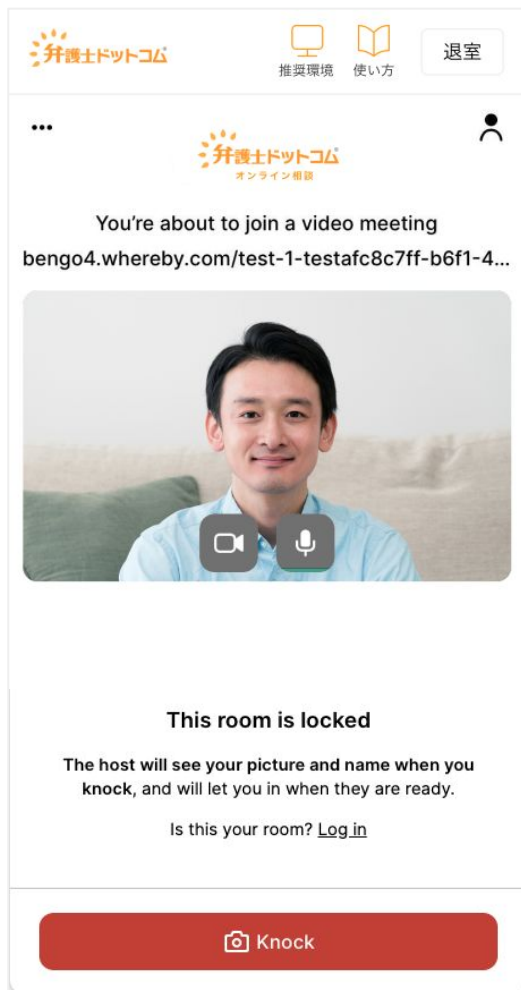 弁護士ドットコム
推奨環境
使い方
退室
弁護士ドットコム
オンライン相談
You’re about to join a video meeting
bengo4.whereby.com/test-1-testafc8c7ff-b6f1-4...
This room is locked
The host will see your picture and name when you
knock, and will let you in when they are ready.
Is this your room? Log in
Knock